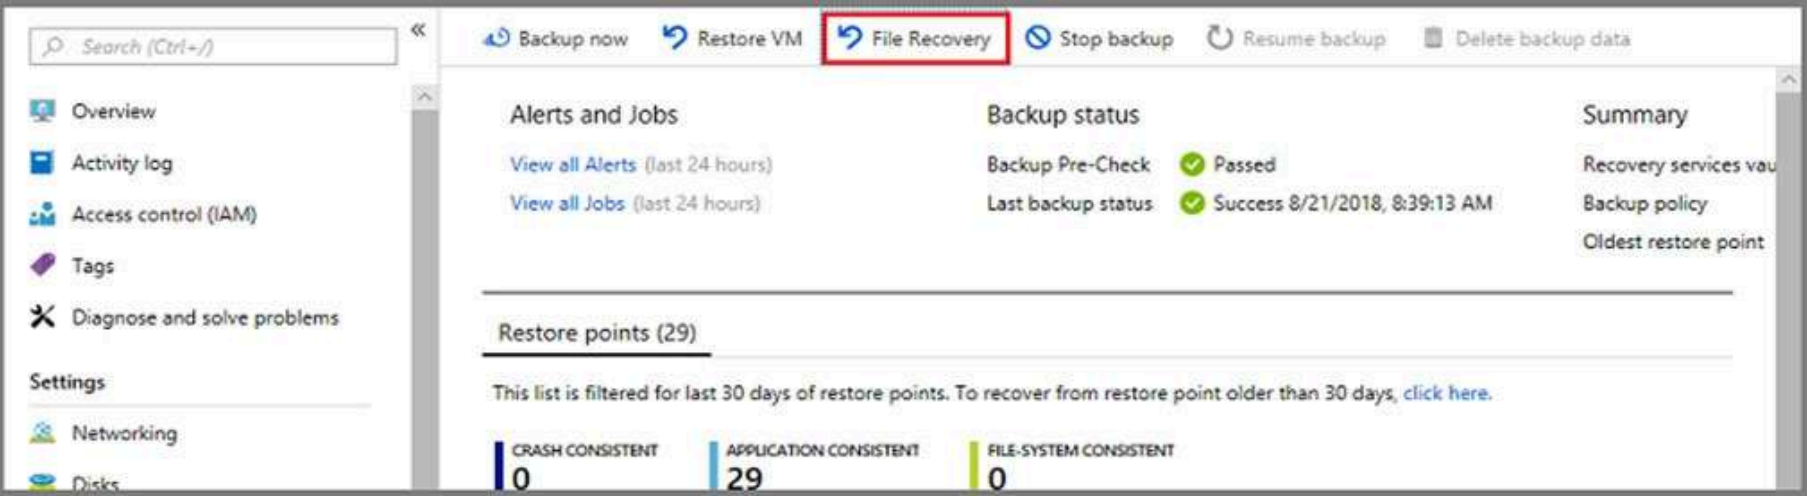 Search (Ctrl+/)
«
Overview
Activity log
Access control (IAM)
Tags
Diagnose and solve problems
Settings
Networking
Disks
Backup now
Restore VM
File Recovery
Stop backup
Resume backup
Delete backup data
Alerts and Jobs
View all Alerts (last 24 hours)
View all Jobs (last 24 hours)
Backup status
Backup Pre-Check Passed
Last backup status Success 8/21/2018, 8:39:13 AM
Summary
Recovery services vau
Backup policy
Oldest restore point
Restore points (29)
This list is filtered for last 30 days of restore points. To recover from restore point older than 30 days, click here.
CRASH CONSISTENT
0
APPLICATION CONSISTENT
29
FILE-SYSTEM CONSISTENT
0